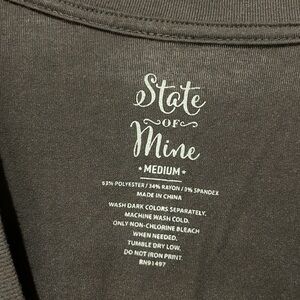 State
OF
Mine
• MEDIUM •
63% POLYESTER / 34% RAYON / 3% SPANDEX
MADE IN CHINA
WASH DARK COLORS SEPARATELY.
MACHINE WASH COLD.
ONLY NON-CHLORINE BLEACH
WHEN NEEDED.
TUMBLE DRY LOW.
DO NOT IRON PRINT.
RN91497